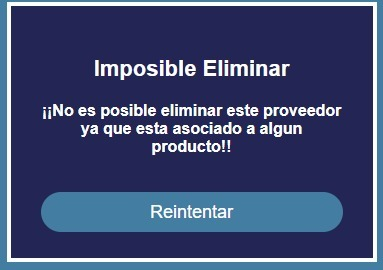 Imposible Eliminar
¡¡No es posible eliminar este proveedor
ya que esta asociado a algun
producto!!
Reintentar